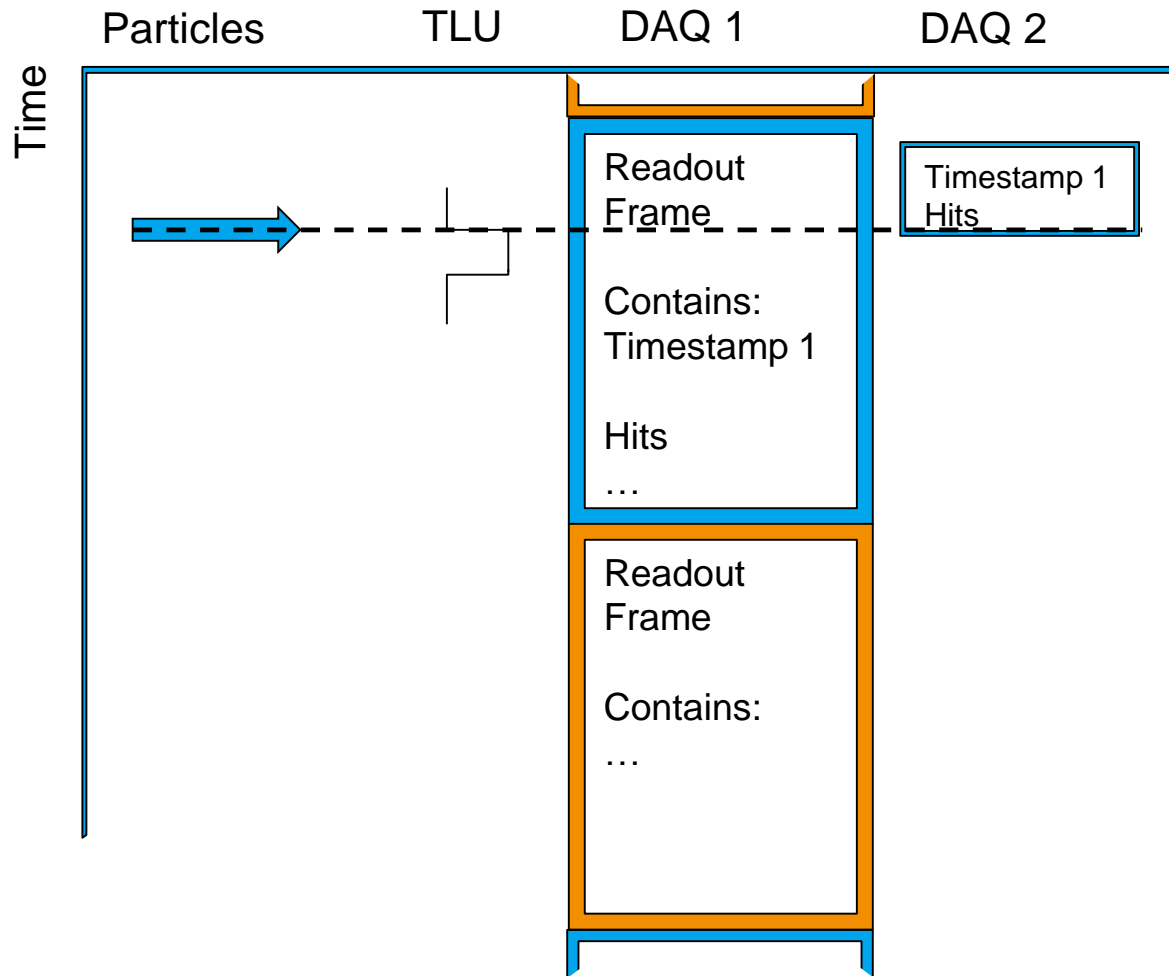 Particles
TLU
DAQ 1
DAQ 2
Time
Readout
Frame
Contains:
Timestamp 1
Hits
…
Timestamp 1
Hits
Readout
Frame
Contains:
…